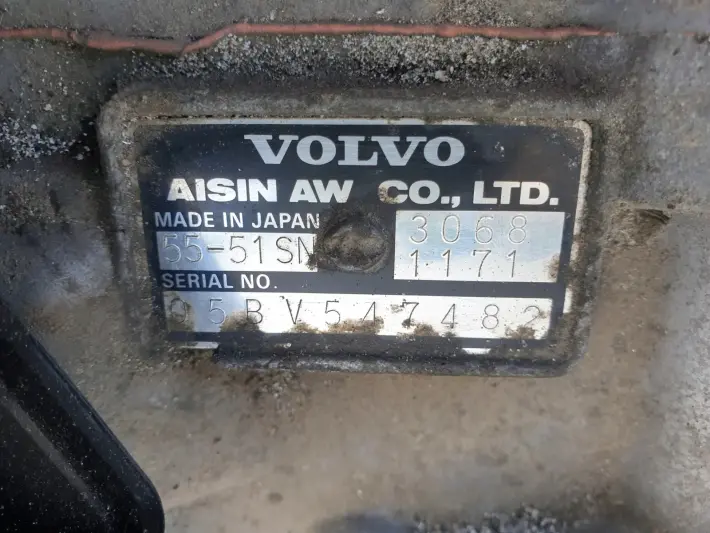 VOLVO
AISIN AW CO., LTD.
MADE IN JAPAN 3068
55-51SN 1171
SERIAL NO.
05BV547482